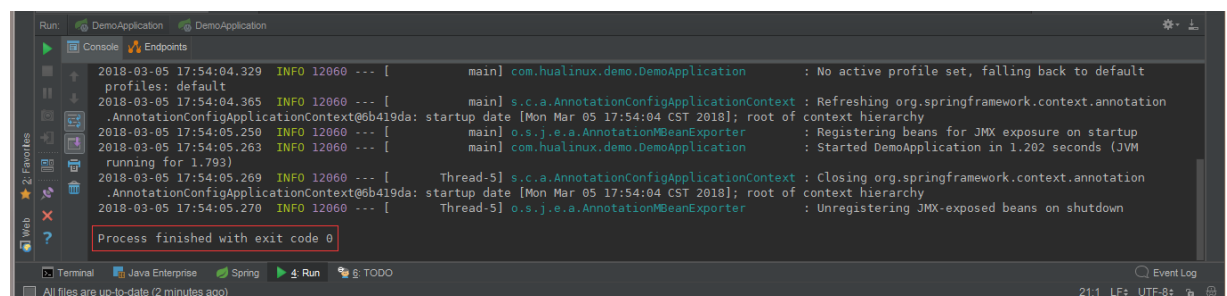 Run: DemoApplication DemoApplication
Console Endpoints
2018-03-05 17:54:04.329 INFO 12060 --- [ main] com.hualinux.demo.DemoApplication : No active profile set, falling back to default
profiles: default
2018-03-05 17:54:04.365 INFO 12060 --- [ main] s.c.a.AnnotationConfigApplicationContext : Refreshing org.springframework.context.annotation
.AnnotationConfigApplicationContext@6b419da: startup date [Mon Mar 05 17:54:04 CST 2018]; root of context hierarchy
2018-03-05 17:54:05.250 INFO 12060 --- [ main] o.s.j.e.a.AnnotationMBeanExporter : Registering beans for JMX exposure on startup
2018-03-05 17:54:05.263 INFO 12060 --- [ main] com.hualinux.demo.DemoApplication : Started DemoApplication in 1.202 seconds (JVM
running for 1.793)
2018-03-05 17:54:05.269 INFO 12060 --- [ Thread-5] s.c.a.AnnotationConfigApplicationContext : Closing org.springframework.context.annotation
.AnnotationConfigApplicationContext@6b419da: startup date [Mon Mar 05 17:54:04 CST 2018]; root of context hierarchy
2018-03-05 17:54:05.270 INFO 12060 --- [ Thread-5] o.s.j.e.a.AnnotationMBeanExporter : Unregistering JMX-exposed beans on shutdown
Process finished with exit code 0
2: Favorites
Web
Terminal Java Enterprise Spring 4: Run 6: TODO Event Log
All files are up-to-date (2 minutes ago) 21:1 LF UTF-8